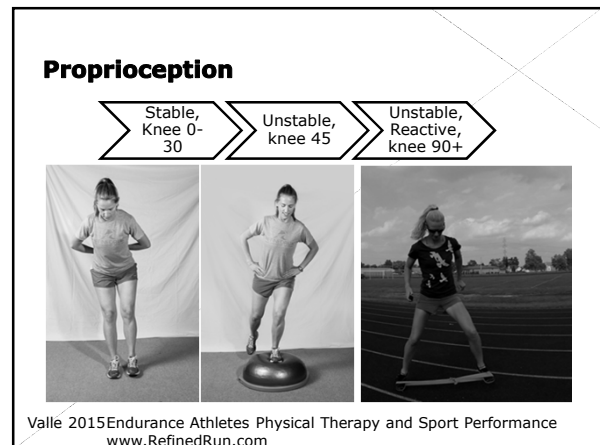 Proprioception
Stable,
Knee 0-
30
Unstable,
knee 45
Unstable,
Reactive,
knee 90+
Valle 2015Endurance Athletes Physical Therapy and Sport Performance
www.RefinedRun.com